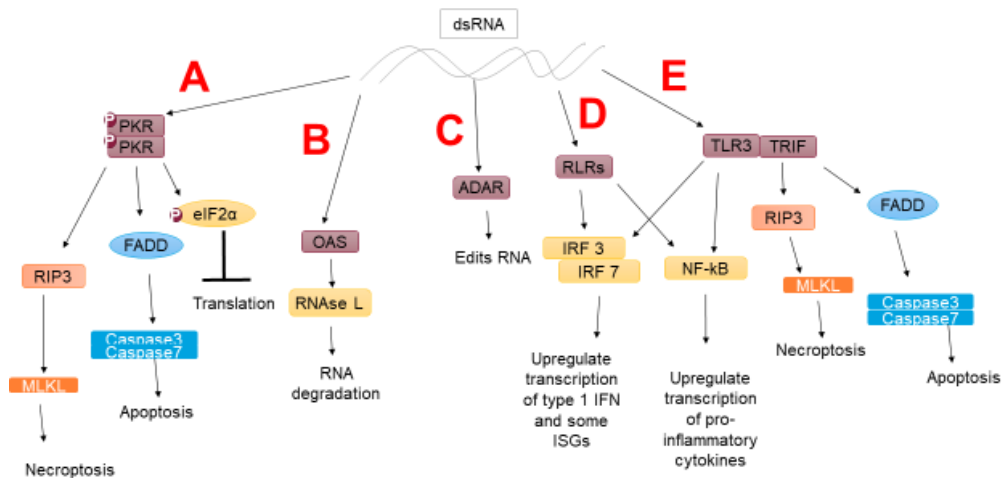 dsRNA
A
B
C
D
E
P
PKR
P
PKR
P
eIF2α
FADD
RIP3
Translation
Caspase3
Caspase7
MLKL
Apoptosis
Necroptosis
OAS
RNAse L
RNA
degradation
ADAR
Edits RNA
RLRs
IRF 3
IRF 7
Upregulate
transcription
of type 1 IFN
and some
ISGs
TLR3
TRIF
NF-kB
Upregulate
transcription
of pro-
inflammatory
cytokines
RIP3
MLKL
Necroptosis
FADD
Caspase3
Caspase7
Apoptosis